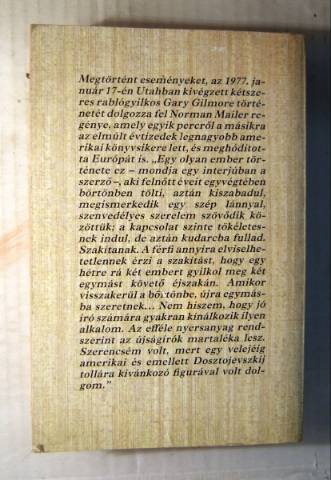 Megtörtént eseményeket, az 1977. ja-
nuár 17-én Utahban kivégzett kétsze-
res rablógyilkos Gary Gilmore törté-
netét dolgozza fel Norman Mailer re-
génye, amely egyik percről a másikra
az elmúlt évtizedek legnagyobb ame-
rikai könyvsikere lett, és meghódítot-
ta Európát is. „Egy olyan ember tör-
ténete ez – mondja egy interjúban a
szerző –, aki felnőtt éveit egyvégtében
börtönben tölti, aztán kiszabadul,
megismerkedik egy szép lánnyal,
szenvedélyes szerelem szövődik kö-
zöttük; a kapcsolat szinte tökéletes-
nek indul, de aztán kudarcba fullad.
Szakítanak. A férfi annyira elviselhe-
tetlennek érzi a szakítást, hogy egy
hétre rá két embert gyilkol meg két
egymást követő éjszakán. Amikor
visszakerül a börtönbe, újra egymás-
ba szeretnek... Nem hiszem, hogy jó
író számára gyakran kínálkozik ilyen
alkalom. Az efféle nyersanyag rend-
szerint az újságírók martaléka lesz.
Szerencsém volt, mert egy velejéig
amerikai és emellett Dosztojevszkij
tollára kívánkozó figurával volt dol-
gom."